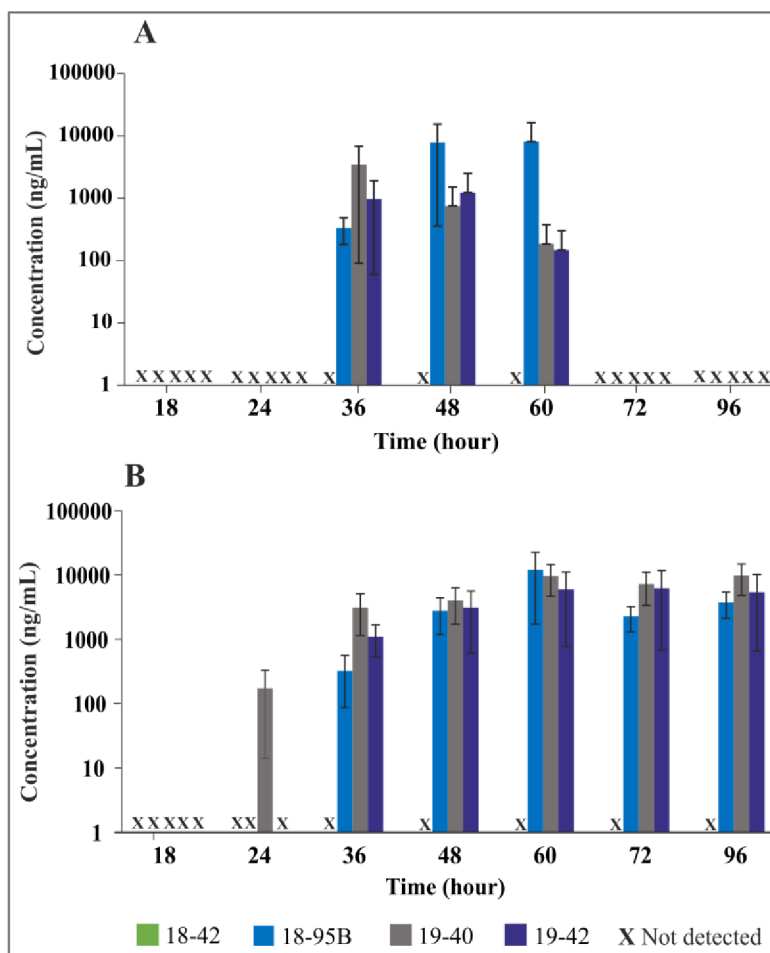 A
Concentration (ng/mL)
100000
10000
1000
100
10
1
X X X X X X X X X X X X X X X X X X X X X X X
18 24 36 48 60 72 96
Time (hour)
B
Concentration (ng/mL)
100000
10000
1000
100
10
1
X X X X X X X X X X X X X
18 24 36 48 60 72 96
Time (hour)
18-42 18-95B 19-40 19-42 X Not detected